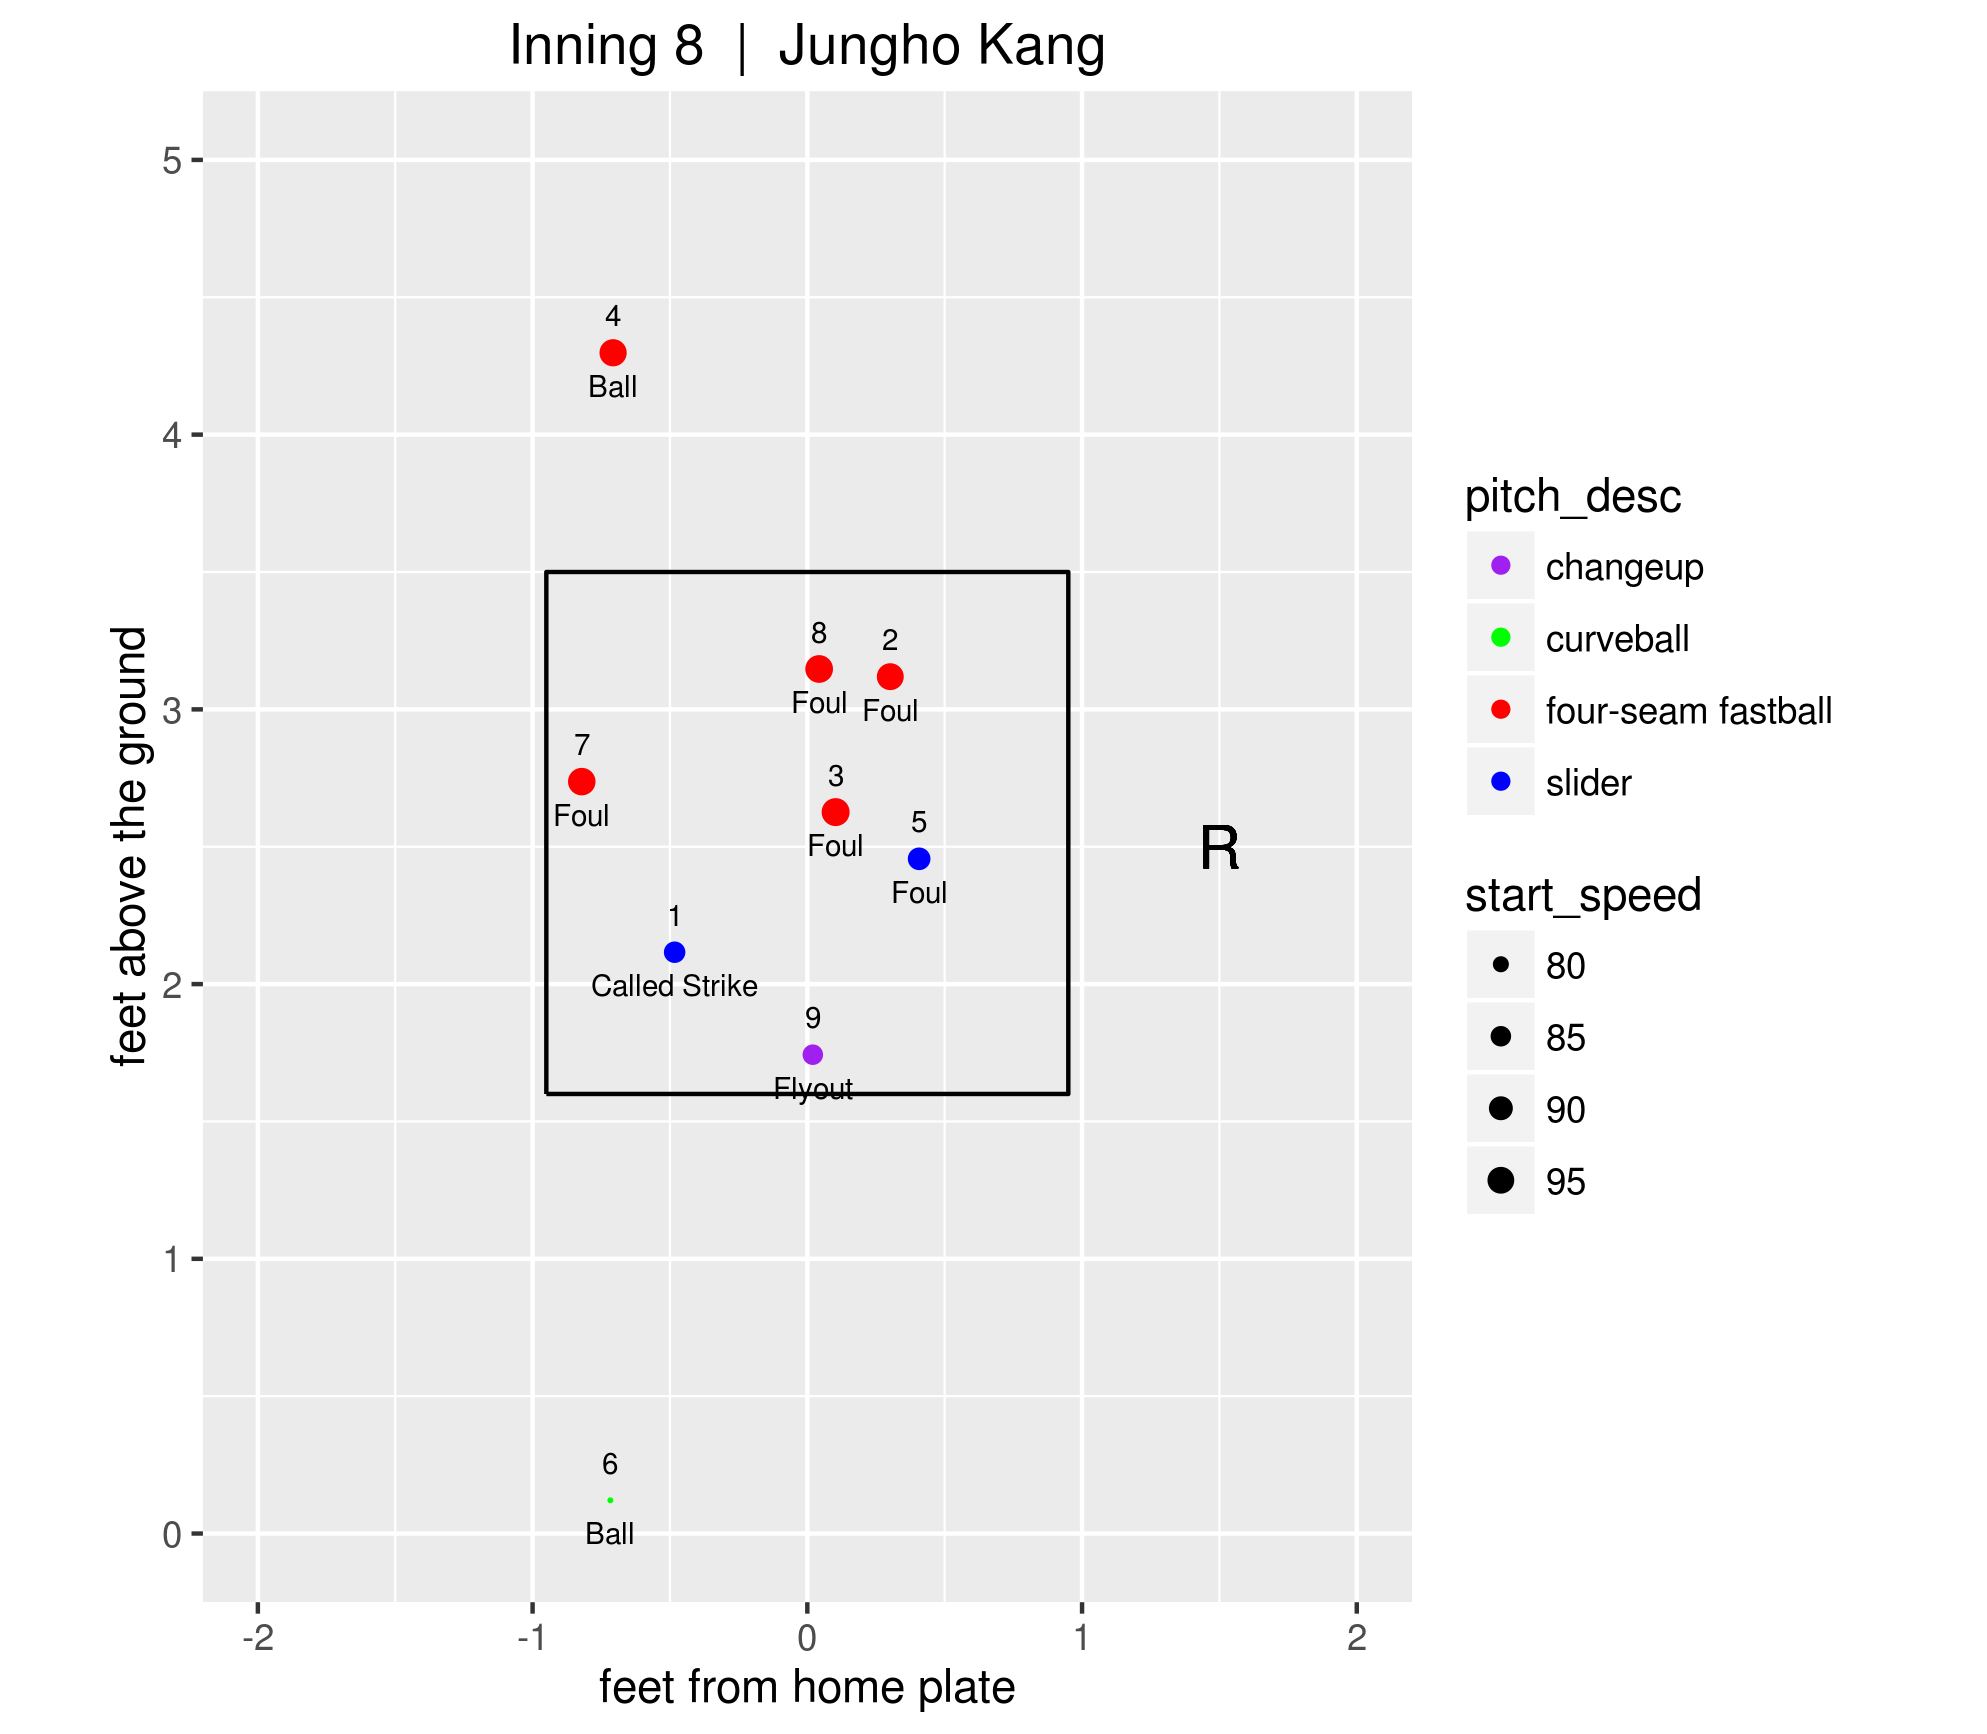 Inning 8 | Jungho Kang
feet above the ground
5
4
3
2
1
0
4
Ball
8
Foul
2
Foul
7
Foul
3
Foul
5
Foul
1
Called Strike
9
Flyout
6
Ball
R
-2
-1
0
1
2
feet from home plate
pitch_desc
changeup
curveball
four-seam fastball
slider
start_speed
80
85
90
95